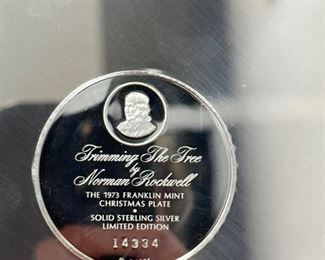 Trimming The Tree
by
Norman Rockwell
THE 1973 FRANKLIN MINT
CHRISTMAS PLATE
•
SOLID STERLING SILVER
LIMITED EDITION
14334